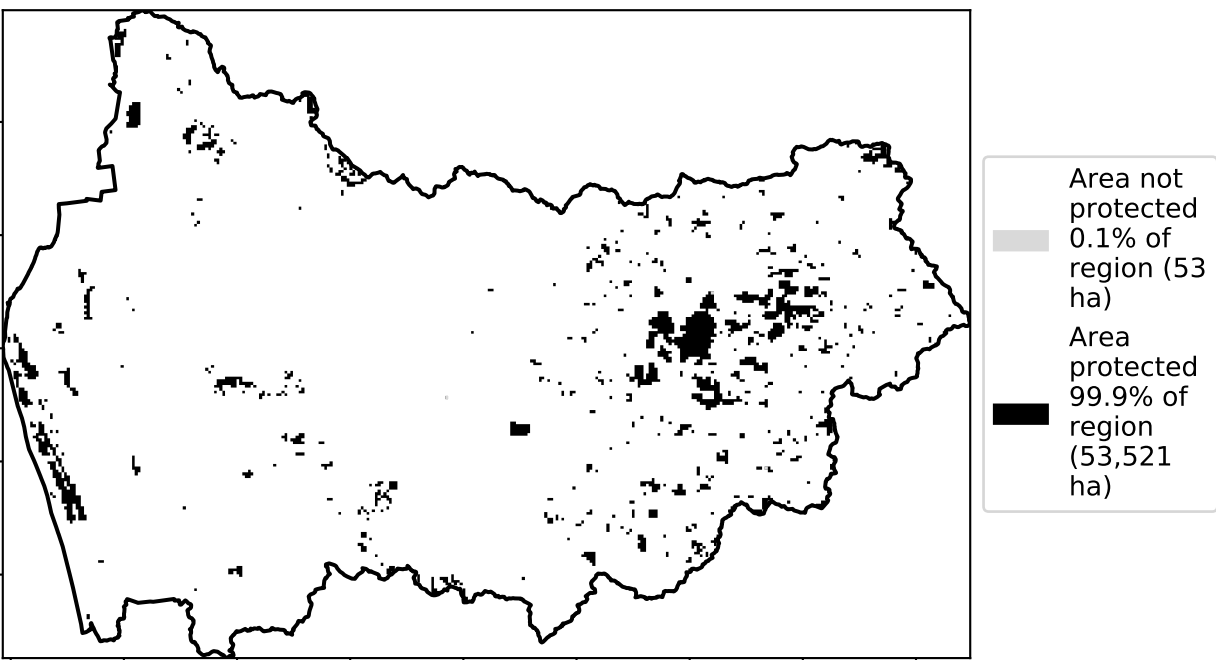 Area not
protected
0.1% of
region (53
ha)
Area
protected
99.9% of
region
(53,521
ha)